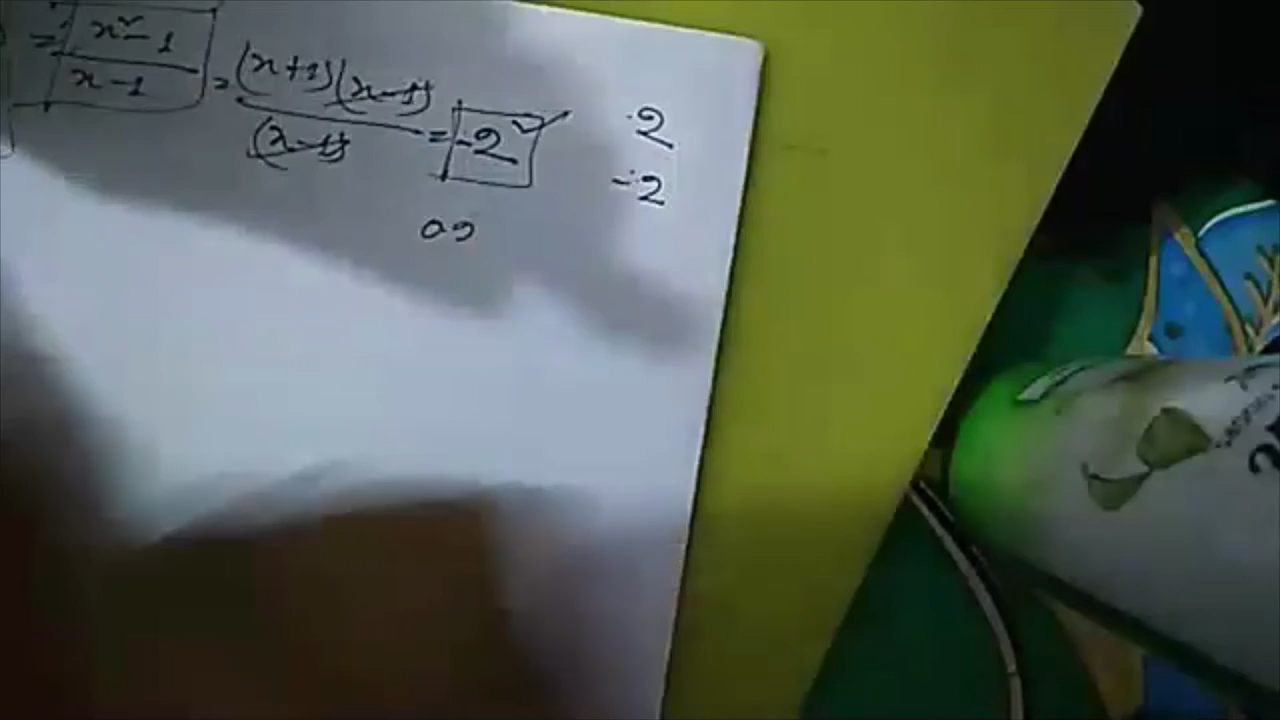 = x² - 1 / x - 1 = (x+1)(x-1) / (x-1) = -2
.2
-.2